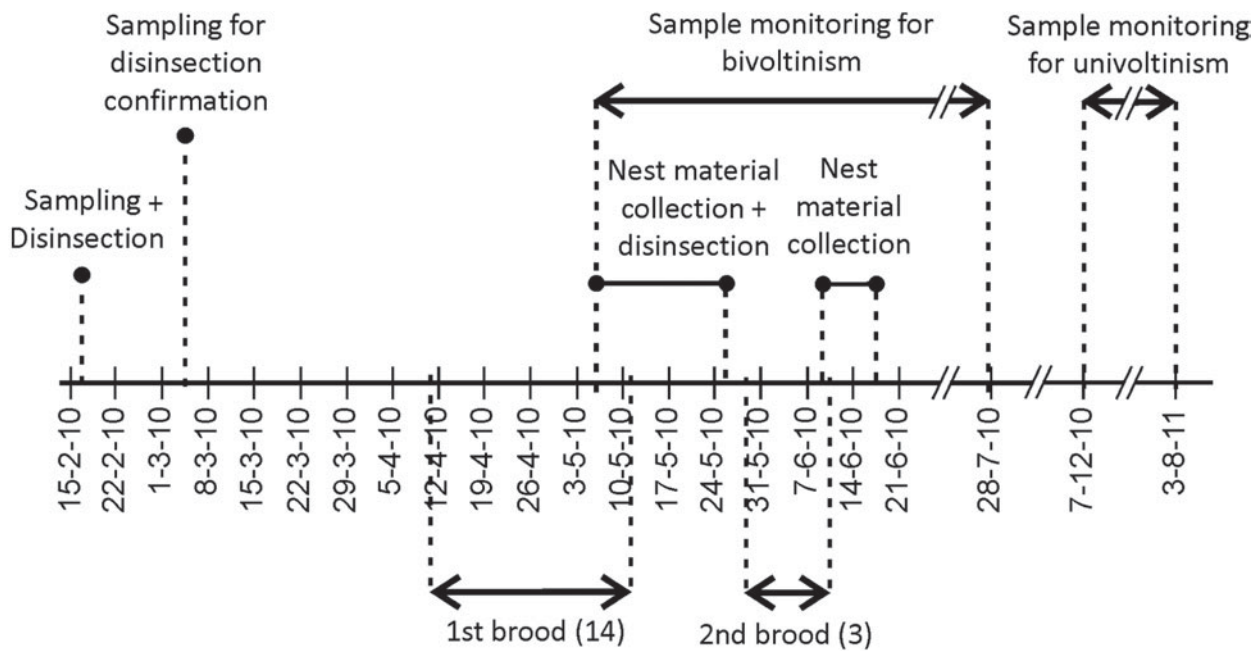 Sampling for
disinsection
confirmation
Sample monitoring for
bivoltinism
Sample monitoring
for univoltinism
Sampling +
Disinsection
Nest material
collection +
disinsection
Nest
material
collection
15-2-10
22-2-10
1-3-10
8-3-10
15-3-10
22-3-10
29-3-10
5-4-10
12-4-10
19-4-10
26-4-10
3-5-10
10-5-10
17-5-10
24-5-10
31-5-10
7-6-10
14-6-10
21-6-10
28-7-10
7-12-10
3-8-11
1st brood (14)
2nd brood (3)